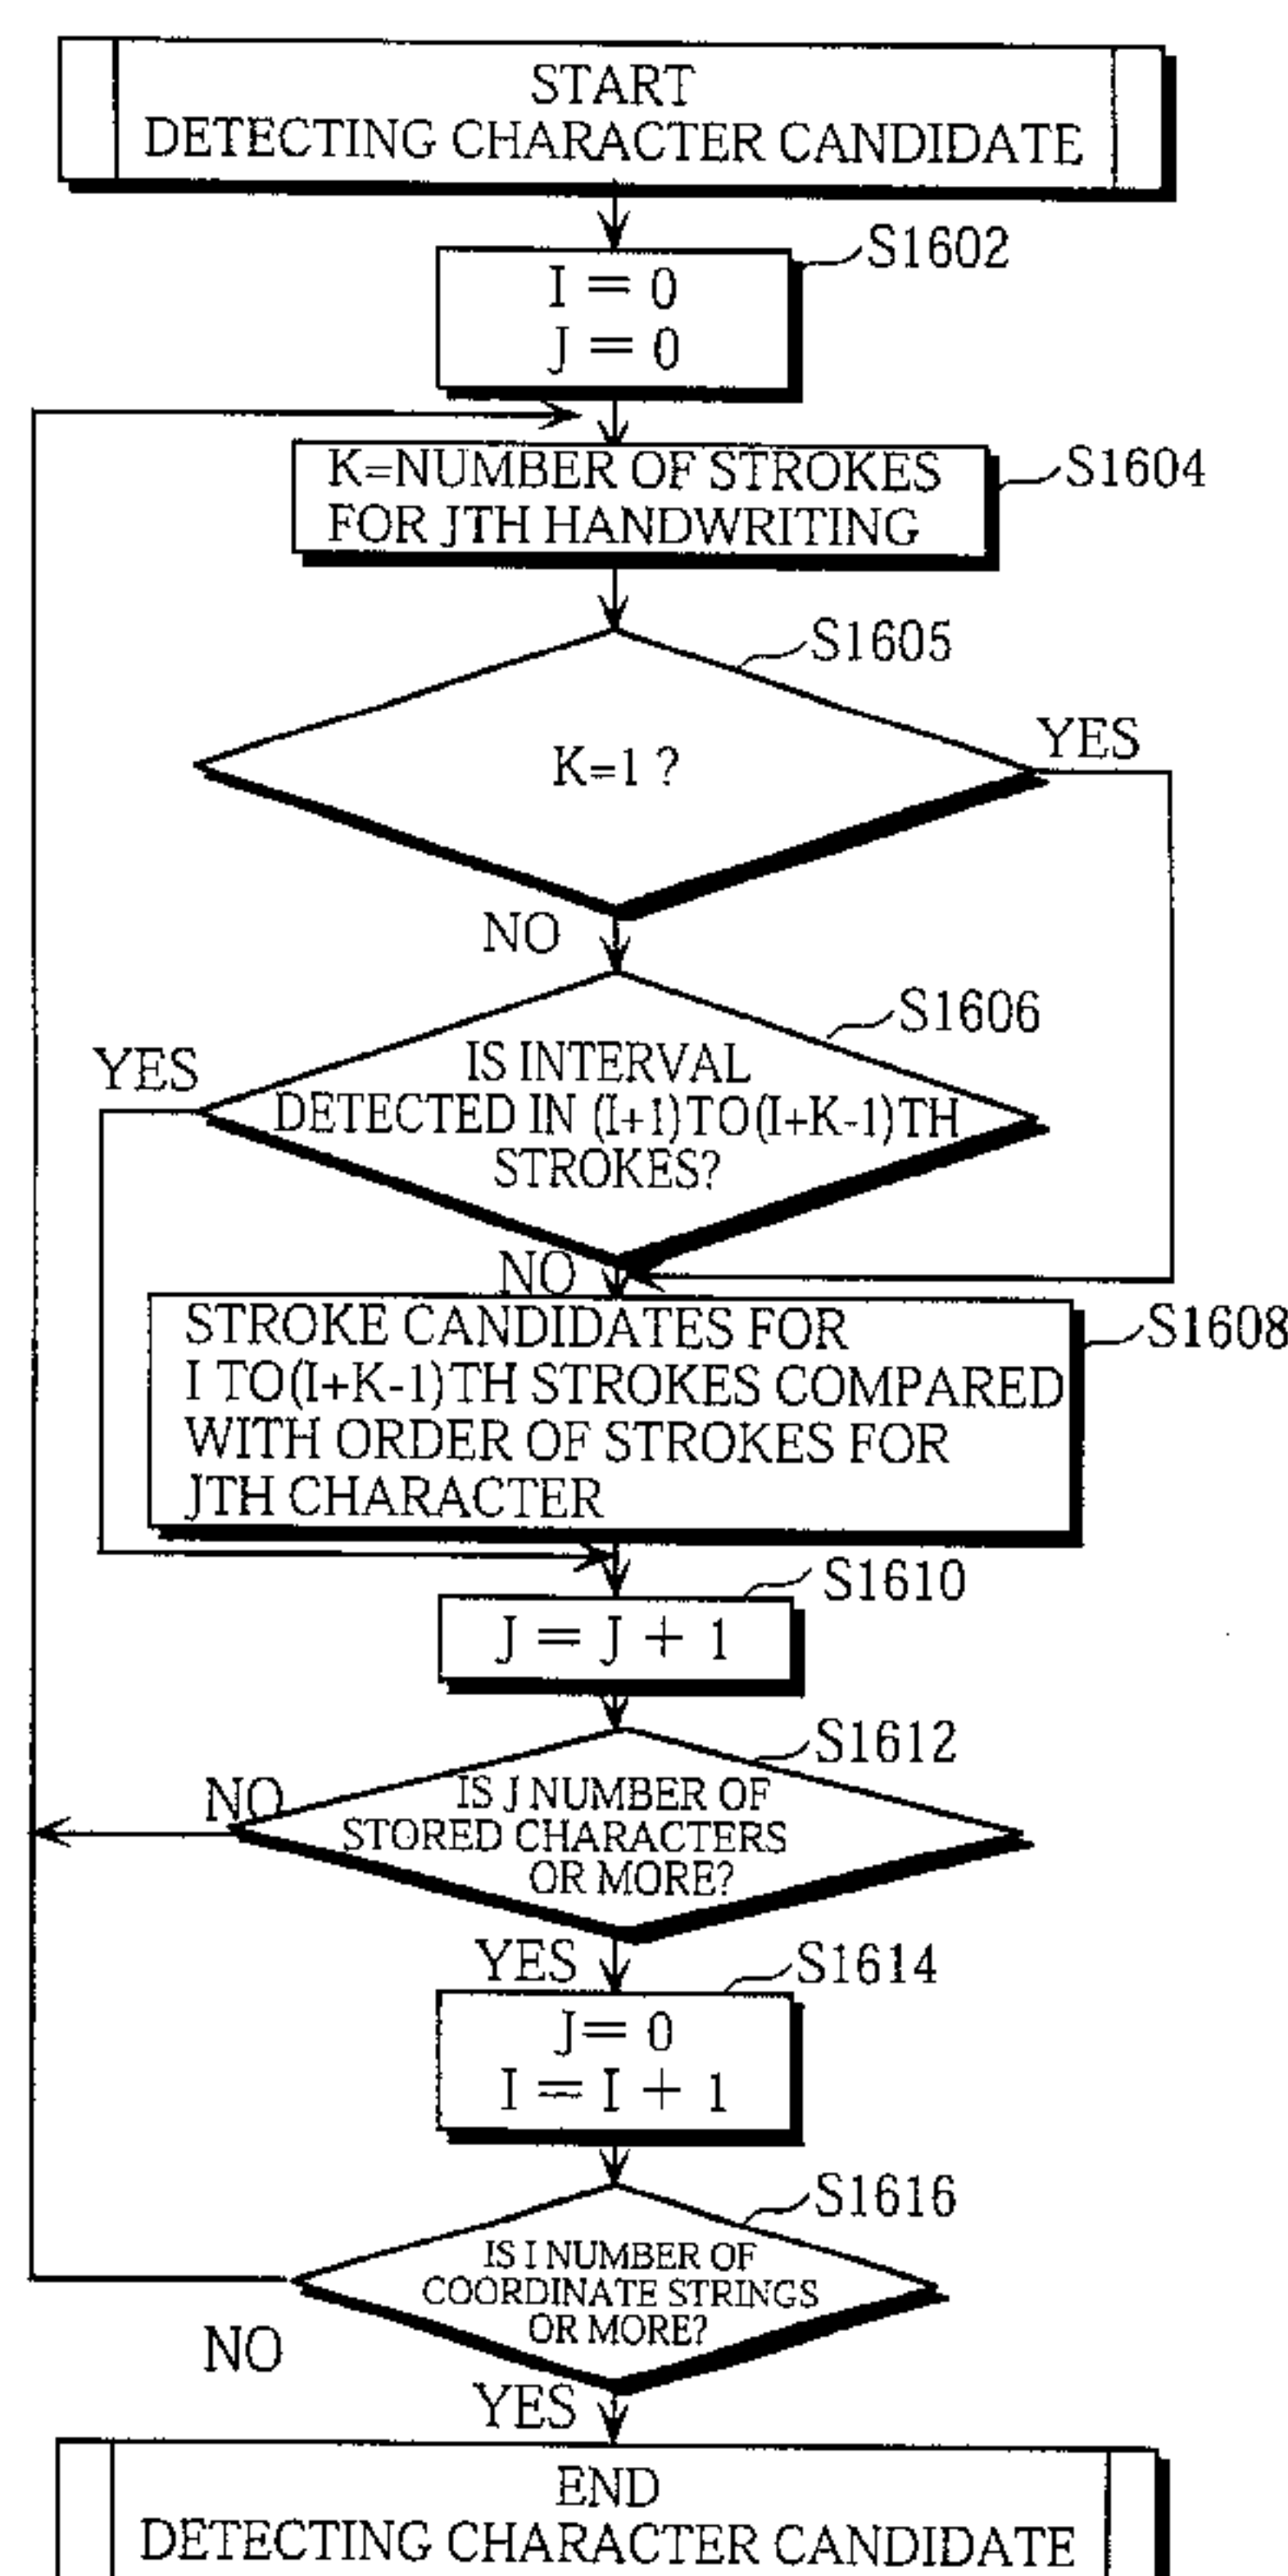 START
DETECTING CHARACTER CANDIDATE
S1602
I = 0
J = 0
K=NUMBER OF STROKES
FOR JTH HANDWRITING
S1604
S1605
K=1 ?
YES
NO
S1606
YES
IS INTERVAL
DETECTED IN (I+1)TO(I+K-1)TH
STROKES?
NO
STROKE CANDIDATES FOR
I TO(I+K-1)TH STROKES COMPARED
WITH ORDER OF STROKES FOR
JTH CHARACTER
S1608
S1610
J = J + 1
S1612
NO
IS J NUMBER OF
STORED CHARACTERS
OR MORE?
YES
S1614
J= 0
I = I + 1
S1616
IS I NUMBER OF
COORDINATE STRINGS
OR MORE?
NO
YES
END
DETECTING CHARACTER CANDIDATE